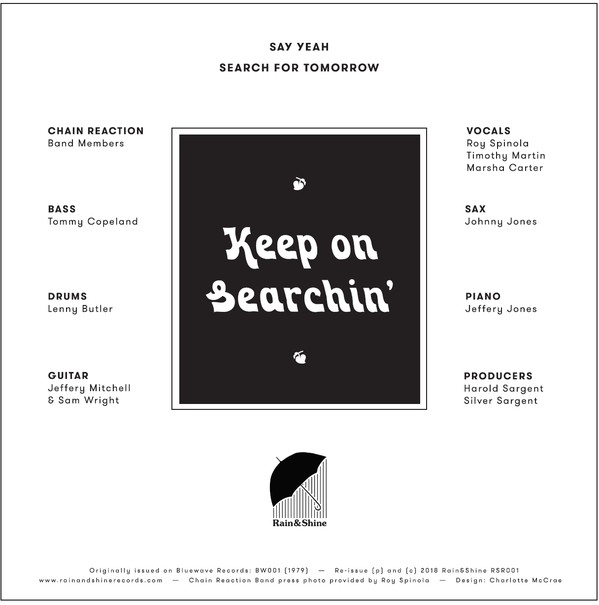 SAY YEAH
SEARCH FOR TOMORROW
CHAIN REACTION
Band Members
BASS
Tommy Copeland
DRUMS
Lenny Butler
GUITAR
Jeffery Mitchell
& Sam Wright
Keep on
Searchin'
VOCALS
Roy Spinola
Timothy Martin
Marsha Carter
SAX
Johnny Jones
PIANO
Jeffery Jones
PRODUCERS
Harold Sargent
Silver Sargent
Rain&Shine
Originally issued on Bluewave Records: BW001 (1979) — Re-issue (p) and (c) 2018 Rain&Shine RSR001
www.rainandshinerecords.com — Chain Reaction Band press photo provided by Roy Spinola — Design: Charlotte McCrae